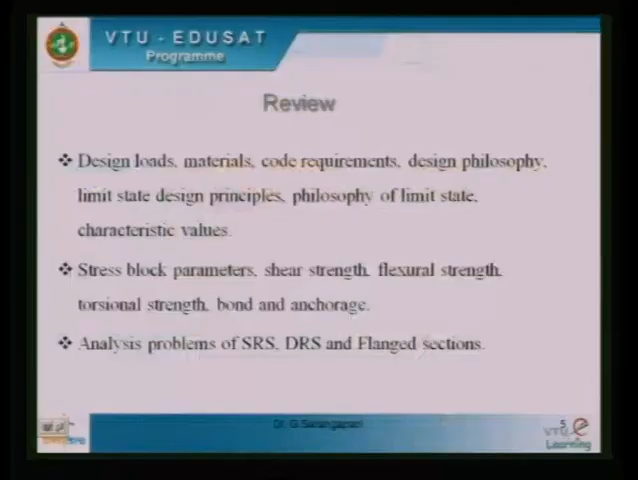 VTU - EDUSAT
Programme
Review
❖ Design loads, materials, code requirements, design philosophy,
limit state design principles, philosophy of limit state,
characteristic values.
❖ Stress block parameters, shear strength, flexural strength,
torsional strength, bond and anchorage.
❖ Analysis problems of SRS, DRS and Flanged sections.
Dr. G.
5
VTU
Learning